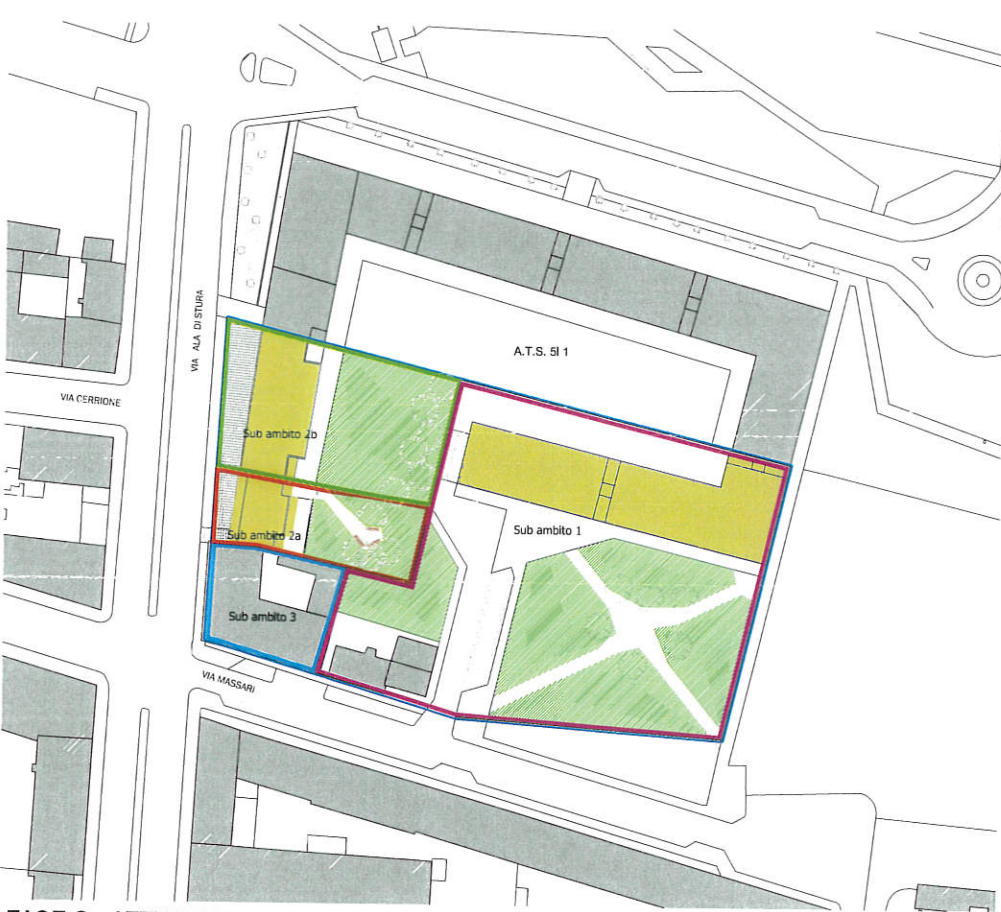 VIA ALA DI STURA
A.T.S. 5I 1
VIA CERRIONE
Sub ambito 2b
Sub ambito 1
Sub ambito 2a
Sub ambito 3
VIA MASSARI